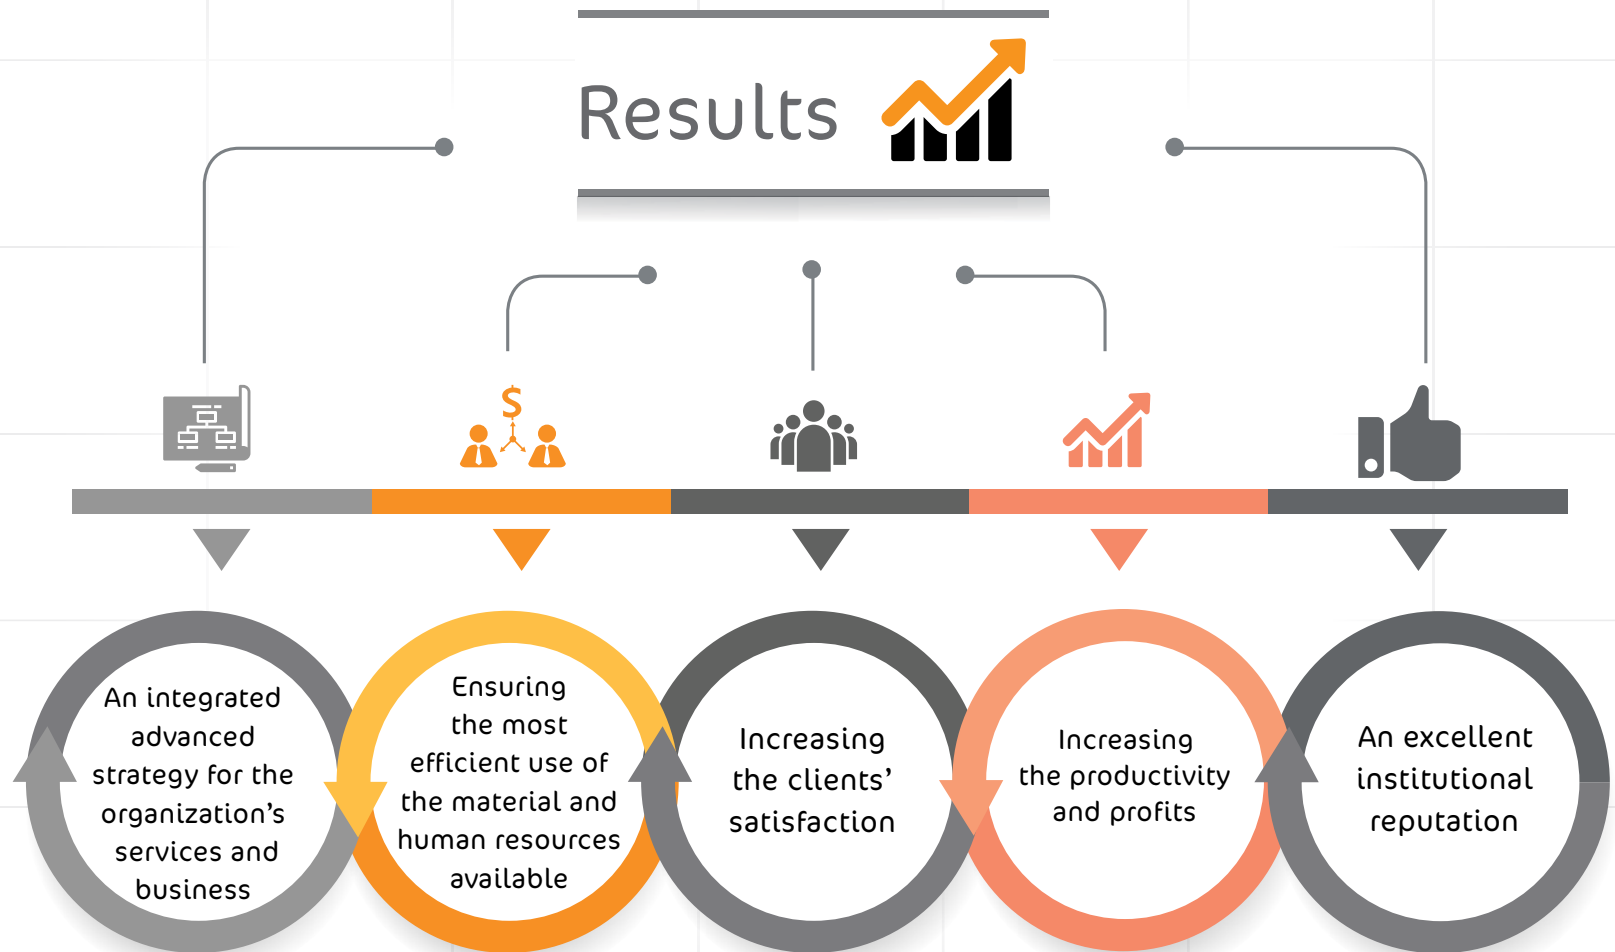 Results
$
An integrated
advanced
strategy for the
organization’s
services and
business
Ensuring
the most
efficient use of
the material and
human resources
available
Increasing
the clients’
satisfaction
Increasing
the productivity
and profits
An excellent
institutional
reputation